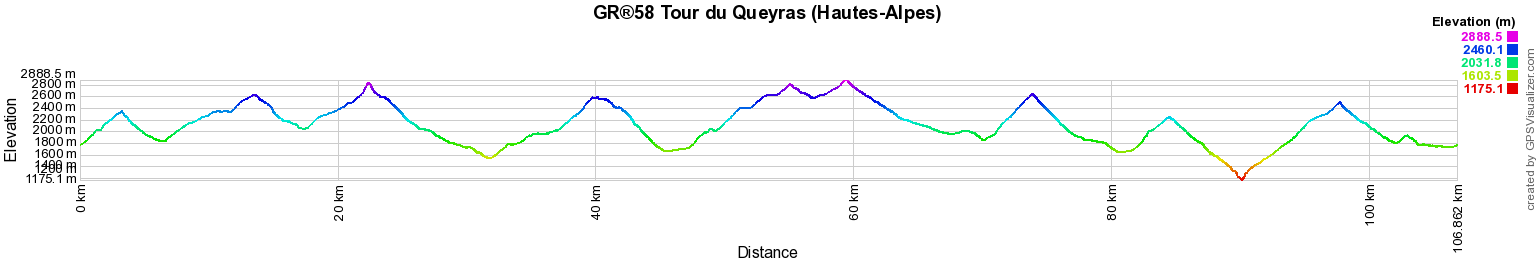 GR®58 Tour du Queyras (Hautes-Alpes)
Elevation (m)
2888.5
2460.1
2031.8
1603.5
1175.1
Elevation
2888.5 m
2800 m
2600 m
2400 m
2200 m
2000 m
1800 m
1600 m
1400 m
1200 m
1175.1 m
0 km
20 km
40 km
60 km
80 km
100 km
106.862 km
Distance
created by GPSVisualizer.com